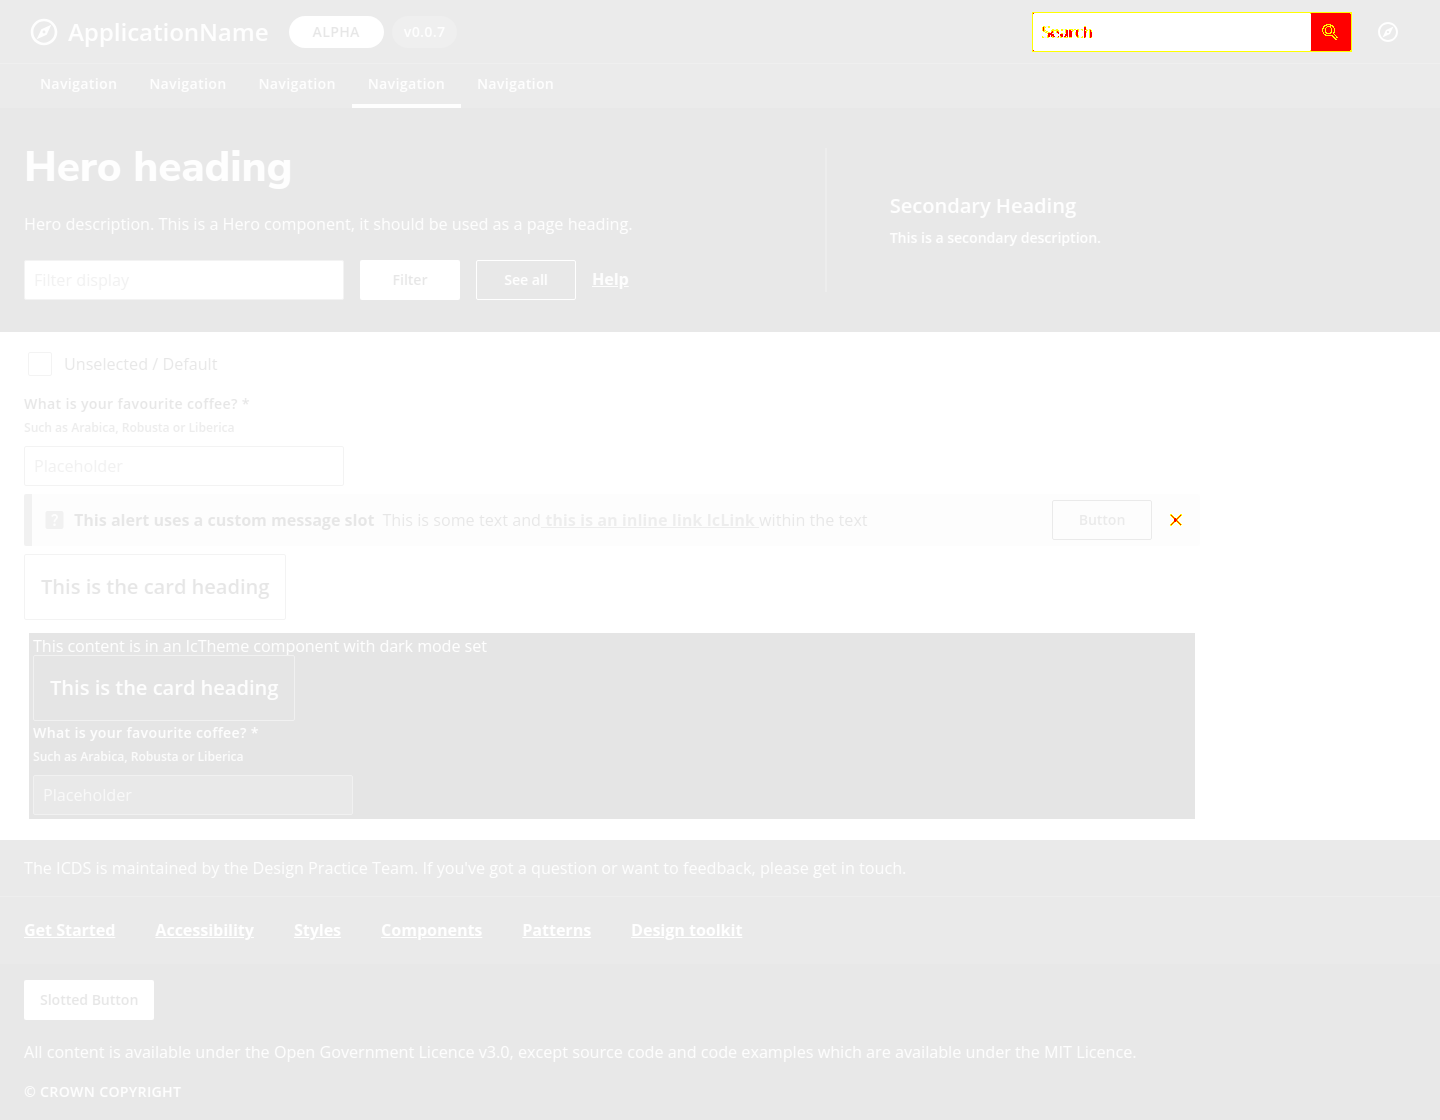 ApplicationName ALPHA v0.0.7 Search
Navigation Navigation Navigation Navigation Navigation
Hero heading
Hero description. This is a Hero component, it should be used as a page heading.
Filter display Filter See all Help
Secondary Heading
This is a secondary description.
Unselected / Default
What is your favourite coffee? *
Such as Arabica, Robusta or Liberica
Placeholder
This alert uses a custom message slot This is some text and this is an inline link IcLink within the text Button
This is the card heading
This content is in an IcTheme component with dark mode set
This is the card heading
What is your favourite coffee? *
Such as Arabica, Robusta or Liberica
Placeholder
The ICDS is maintained by the Design Practice Team. If you've got a question or want to feedback, please get in touch.
Get Started Accessibility Styles Components Patterns Design toolkit
Slotted Button
All content is available under the Open Government Licence v3.0, except source code and code examples which are available under the MIT Licence.
© CROWN COPYRIGHT